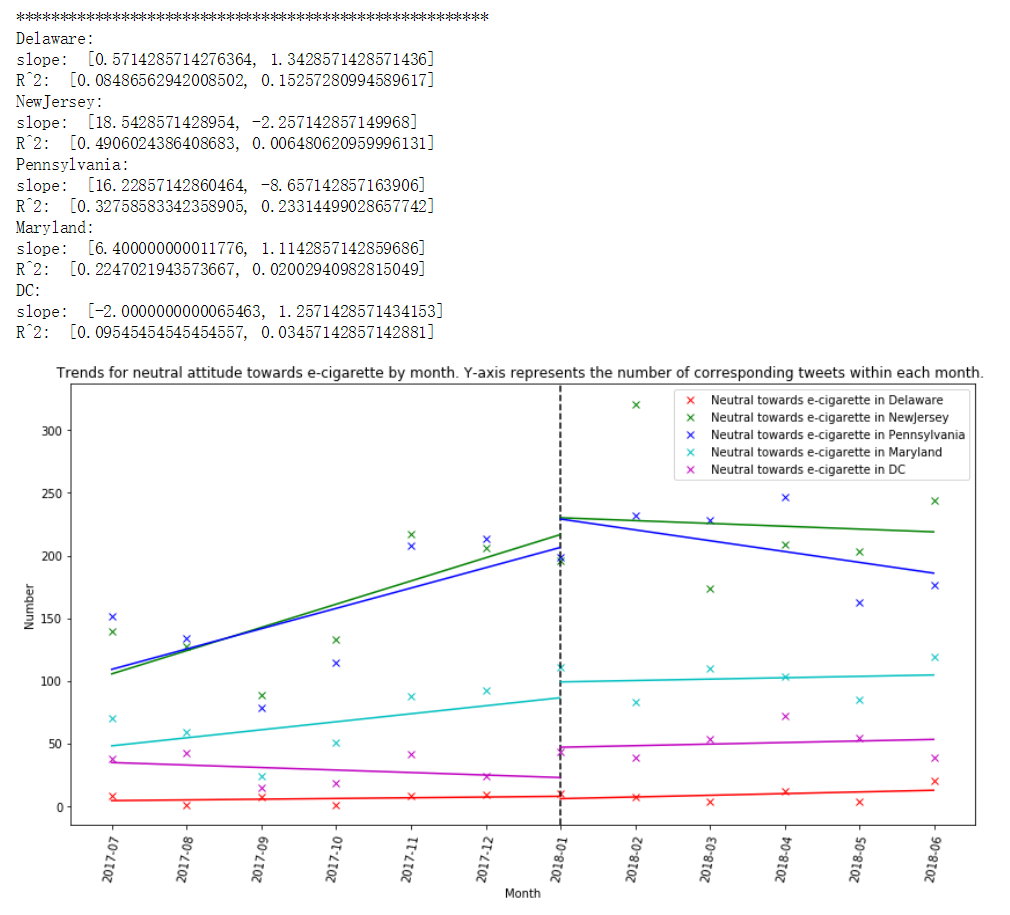 ******************************************************
Delaware:
slope:  [0.5714285714276364, 1.3428571428571436]
R^2:  [0.08486562942008502, 0.15257280994589617]
NewJersey:
slope:  [18.5428571428954, -2.257142857149968]
R^2:  [0.4906024386408683, 0.006480620959996131]
Pennsylvania:
slope:  [16.22857142860464, -8.657142857163906]
R^2:  [0.32758583342358905, 0.23314499028657742]
Maryland:
slope:  [6.400000000011776, 1.1142857142859686]
R^2:  [0.2247021943573667, 0.02002940982815049]
DC:
slope:  [-2.0000000000065463, 1.2571428571434153]
R^2:  [0.09545454545454557, 0.03457142857142881]
Trends for neutral attitude towards e-cigarette by month. Y-axis represents the number of corresponding tweets within each month.
Neutral towards e-cigarette in Delaware
Neutral towards e-cigarette in NewJersey
Neutral towards e-cigarette in Pennsylvania
Neutral towards e-cigarette in Maryland
Neutral towards e-cigarette in DC
300
250
200
150
100
50
0
Number
2017-07
2017-08
2017-09
2017-10
2017-11
2017-12
2018-01
2018-02
2018-03
2018-04
2018-05
2018-06
Month